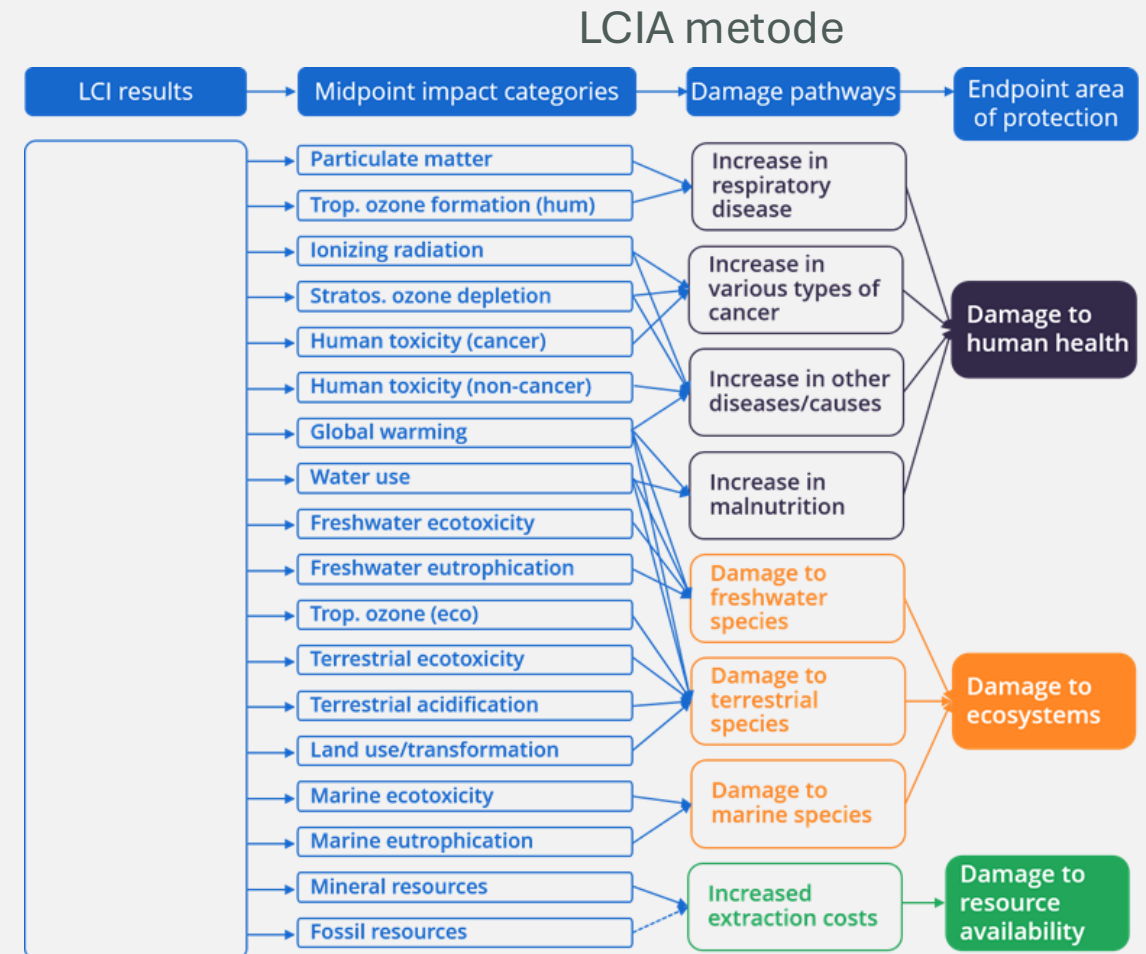 LCIA metode
LCI results
Midpoint impact categories
Damage pathways
Endpoint area
of protection
Particulate matter
Trop. ozone formation (hum)
Ionizing radiation
Stratos. ozone depletion
Human toxicity (cancer)
Human toxicity (non-cancer)
Global warming
Water use
Freshwater ecotoxicity
Freshwater eutrophication
Trop. ozone (eco)
Terrestrial ecotoxicity
Terrestrial acidification
Land use/transformation
Marine ecotoxicity
Marine eutrophication
Mineral resources
Fossil resources
Increase in
respiratory
disease
Increase in
various types of
cancer
Increase in other
diseases/causes
Increase in
malnutrition
Damage to
freshwater
species
Damage to
terrestrial
species
Damage to
marine species
Increased
extraction costs
Damage to
human health
Damage to
ecosystems
Damage to
resource
availability